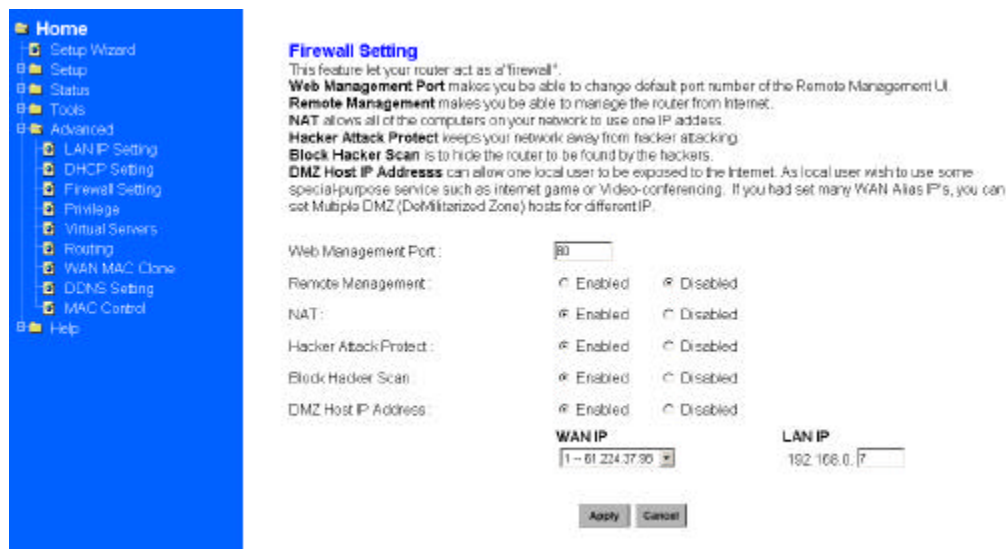 Home
Setup Wizard
Setup
Status
Tools
Advanced
LAN IP Setting
DHCP Setting
Firewall Setting
Privilege
Virtual Servers
Routing
WAN MAC Clone
DDNS Setting
MAC Control
Help
Firewall Setting
This feature let your router act as a"firewall".
Web Management Port makes you be able to change default port number of the Remote Management UI.
Remote Management makes you be able to manage the router from Internet.
NAT allows all of the computers on your network to use one IP addess.
Hacker Attack Protect keeps your network away from hacker attacking.
Block Hacker Scan is to hide the router to be found by the hackers.
DMZ Host IP Addresss can allow one local user to be exposed to the Internet. As local user wish to use some
special-purpose service such as internet game or Video-conferencing. If you had set many WAN Alias IP's, you can
set Multiple DMZ (DeMilitarized Zone) hosts for different IP.
Web Management Port : 80
Remote Management : Enabled Disabled
NAT : Enabled Disabled
Hacker Attack Protect : Enabled Disabled
Block Hacker Scan : Enabled Disabled
DMZ Host IP Address : Enabled Disabled
WAN IP LAN IP
1 -- 61.224.37.95 192.168.0. 7
Apply Cancel